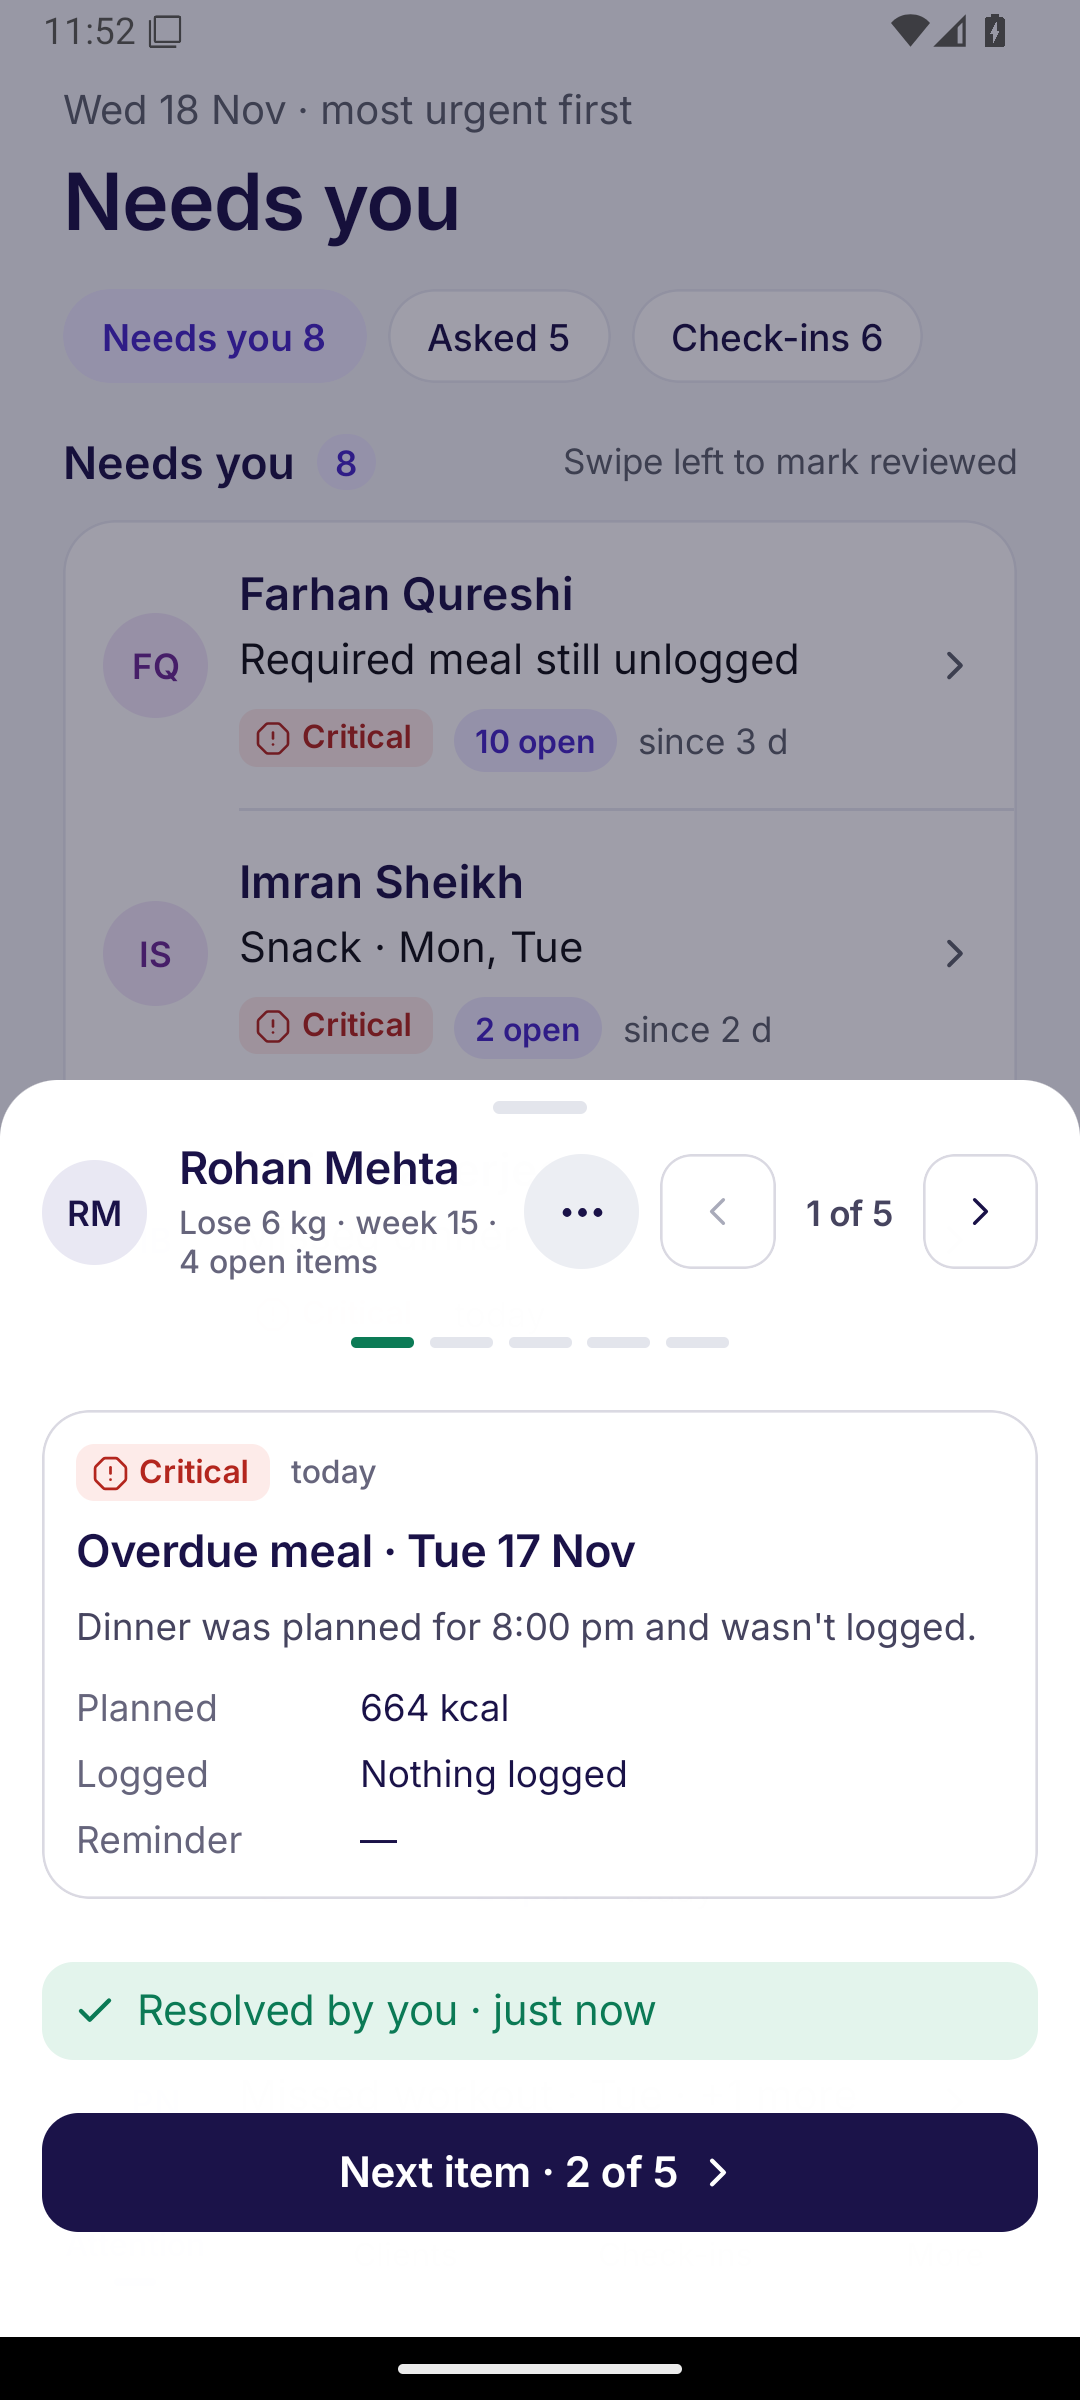 11:52
Wed 18 Nov · most urgent first
Needs you
Needs you 8
Asked 5
Check-ins 6
Needs you 8
Swipe left to mark reviewed
FQ
Farhan Qureshi
Required meal still unlogged
Critical
10 open
since 3 d
IS
Imran Sheikh
Snack · Mon, Tue
Critical
2 open
since 2 d
RM
Rohan Mehta
Lose 6 kg · week 15 ·
4 open items
1 of 5
Critical
today
Overdue meal · Tue 17 Nov
Dinner was planned for 8:00 pm and wasn't logged.
Planned 664 kcal
Logged Nothing logged
Reminder —
Resolved by you · just now
Next item · 2 of 5